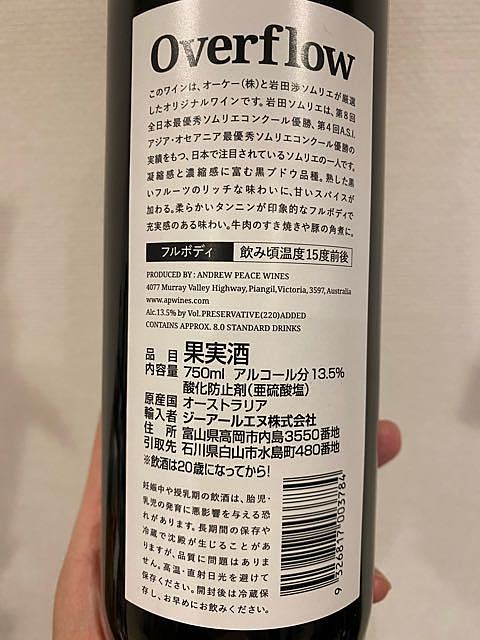 Overflow
このワインは、オーケー(株)と岩田渉ソムリエが厳選
したオリジナルワインです。岩田ソムリエは、第8回
全日本最優秀ソムリエコンクール優勝、第4回A.S.I.
アジア・オセアニア最優秀ソムリエコンクール優勝の
実績をもつ、日本で注目されているソムリエの一人です。
凝縮感と濃縮感に富む黒ブドウ品種。熟した黒
いフルーツのリッチな味わいに、甘いスパイスが
加わる。柔らかいタンニンが印象的なフルボディで
充実感のある味わい。牛肉のすき焼きや豚の角煮に。
フルボディ 飲み頃温度15度前後
PRODUCED BY: ANDREW PEACE WINES
4077 Murray Valley Highway, Piangil, Victoria, 3597, Australia
www.apwines.com
Alc.13.5% by Vol. PRESERVATIVE (220) ADDED
CONTAINS APPROX. 8.0 STANDARD DRINKS
品目 果実酒
内容量 750ml アルコール分13.5%
酸化防止剤(亜硫酸塩)
原産国 オーストラリア
輸入者 ジーアールエヌ株式会社
住所 富山県高岡市内島3550番地
引取先 石川県白山市水島町480番地
※飲酒は20歳になってから!
妊娠中や授乳期の飲酒は、胎児・
乳児の発育に悪影響を与える恐
れがあります。長期間の保存や
冷蔵で沈殿が生じることがあ
りますが、品質に問題はありま
せん。高温・直射日光を避けて
保存ください。開封後は冷蔵保
存し、お早めにお飲みください。
9 326817 003784